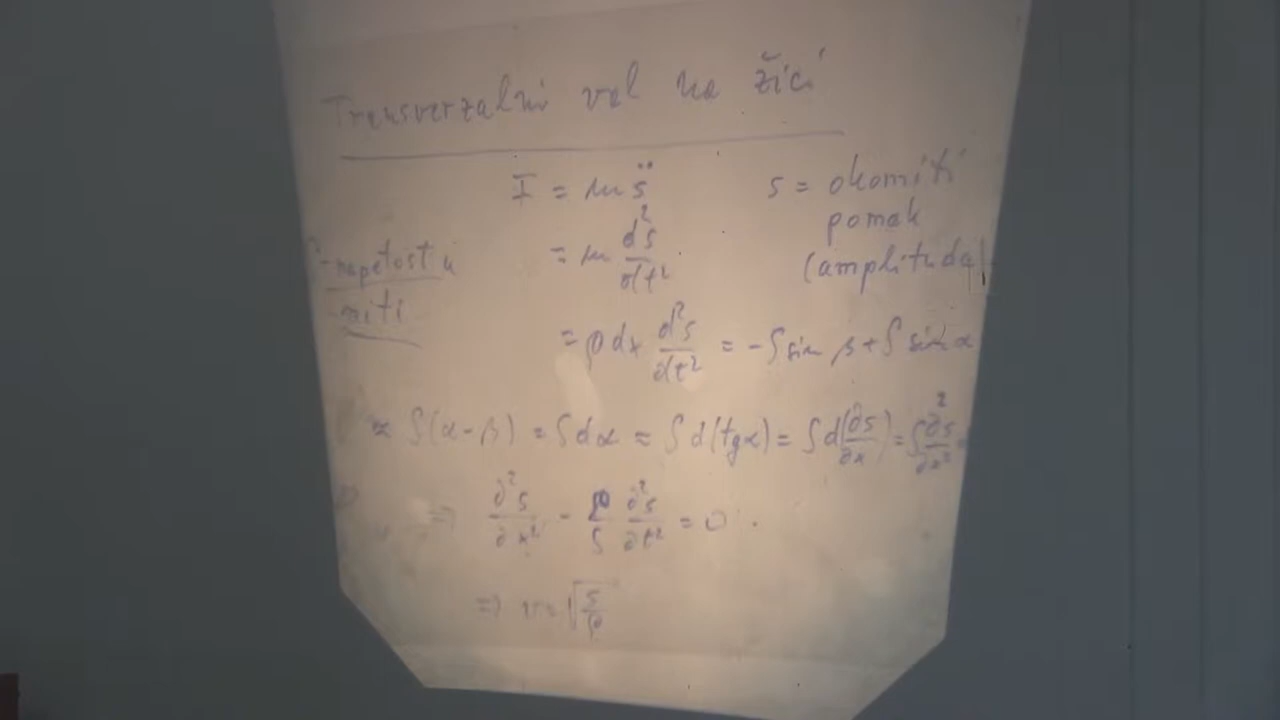 Transverzalni val na žici
I = m s̈
s = okomiti
pomak
(amplituda)
= m d²s/dt²
S-napetost u
niti
= ρ dx d²s/dt² = -S sin β + S sin α
≈ S(α-β) = S dα ≈ S d(tgα) = S d(∂s/∂x) = S ∂²s/∂x²
⇒ ∂²s/∂x² - ρ/S ∂²s/∂t² = 0.
⇒ v = √(S/ρ)